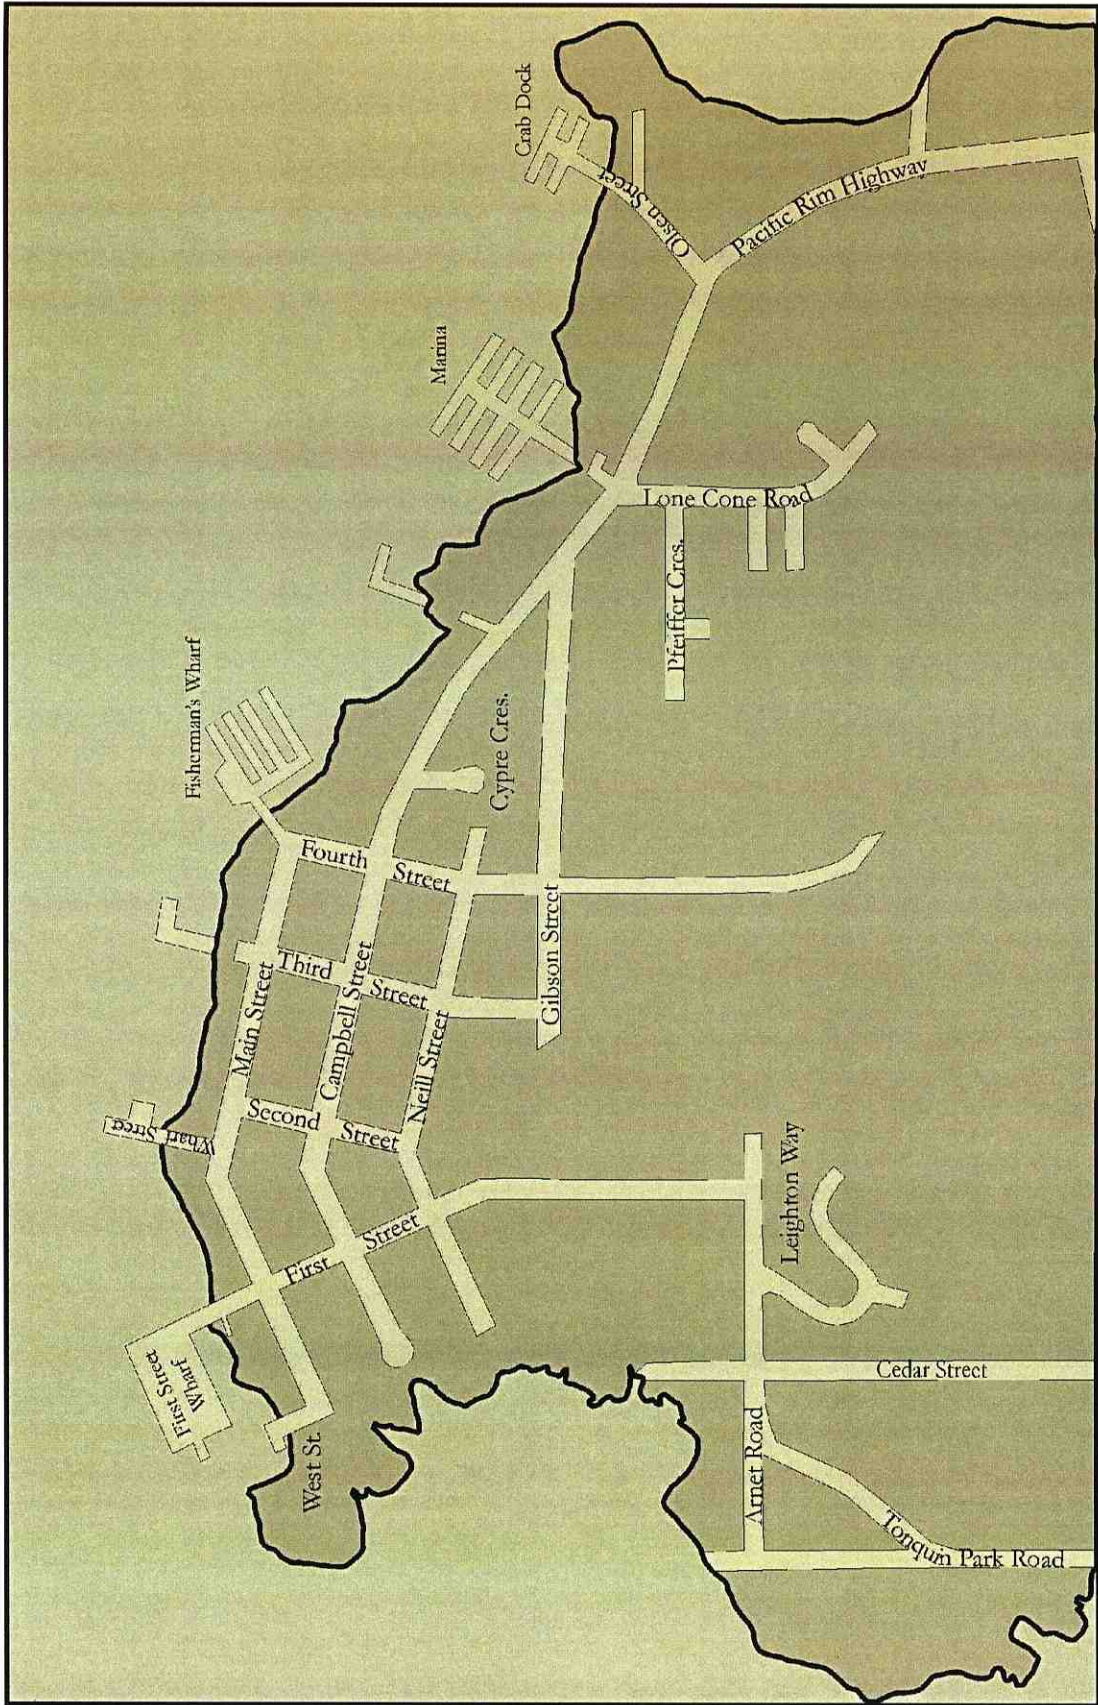 Crab Dock
Olsen Street
Pacific Rim Highway
Marina
Lone Cone Road
Pfeiffer Cres.
Fisherman's Wharf
Cypre Cres.
Fourth
Street
Third
Street
Gibson Street
Main Street
Campbell Street
Neill Street
Second
Street
Wharf Street
First
Street
Leighton Way
First Street
Wharf
West St.
Cedar Street
Arnet Road
Tonquin Park Road